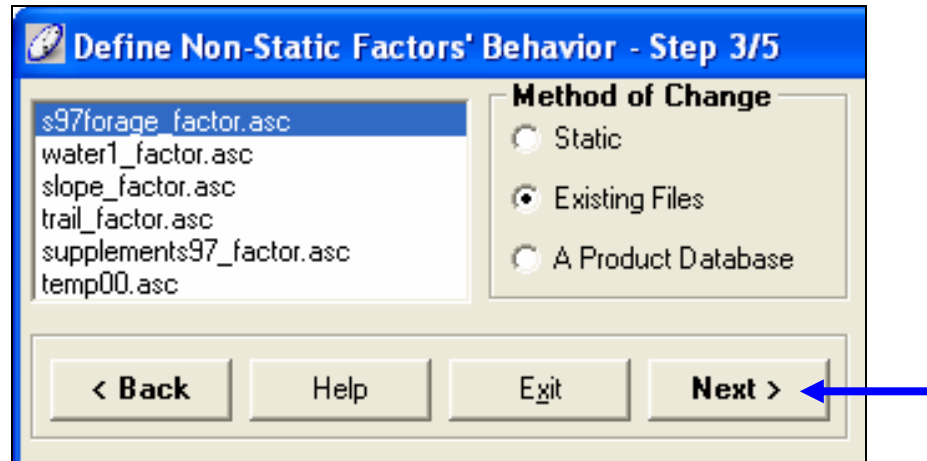 Define Non-Static Factors' Behavior - Step 3/5
s97forage_factor.asc
water1_factor.asc
slope_factor.asc
trail_factor.asc
supplements97_factor.asc
temp00.asc
Method of Change
Static
Existing Files
A Product Database
< Back
Help
Exit
Next >